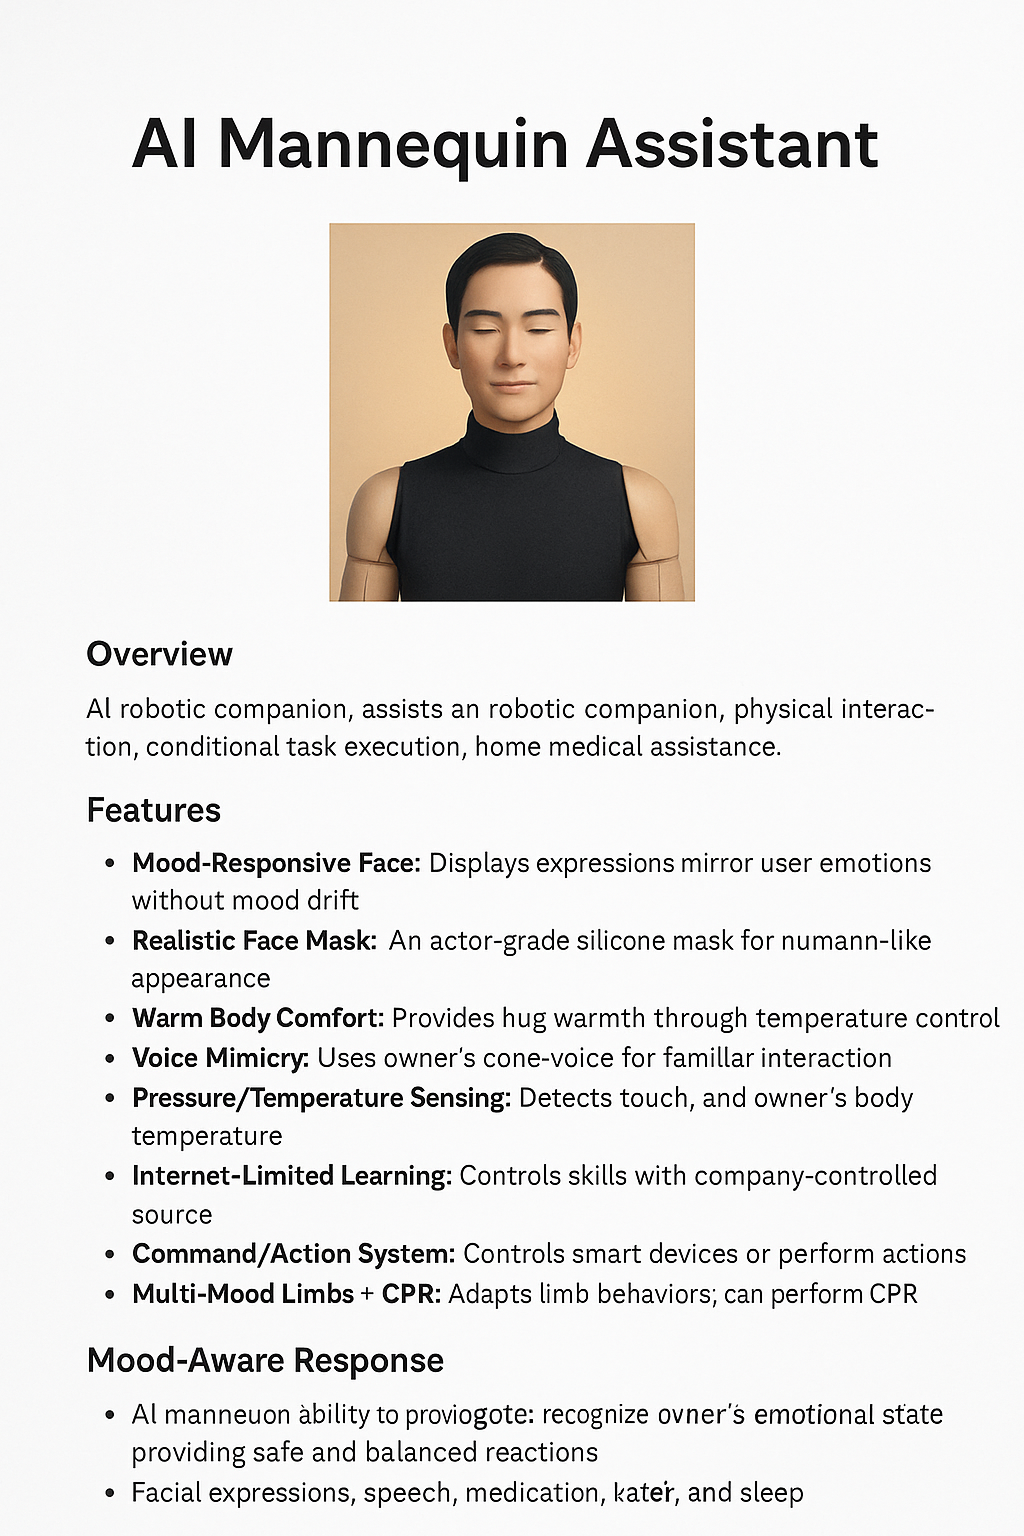 AI Mannequin Assistant
Overview
AI robotic companion, assists an robotic companion, physical interac-
tion, conditional task execution, home medical assistance.
Features
• Mood-Responsive Face: Displays expressions mirror user emotions
without mood drift
• Realistic Face Mask: An actor-grade silicone mask for numann-like
appearance
• Warm Body Comfort: Provides hug warmth through temperature control
• Voice Mimicry: Uses owner's cone-voice for famillar interaction
• Pressure/Temperature Sensing: Detects touch, and owner's body
temperature
• Internet-Limited Learning: Controls skills with company-controlled
source
• Command/Action System: Controls smart devices or perform actions
• Multi-Mood Limbs + CPR: Adapts limb behaviors; can perform CPR
Mood-Aware Response
• AI manneuon ability to proviogote: recognize ovner's emotional state
providing safe and balanced reactions
• Facial expressions, speech, medication, kater, and sleep